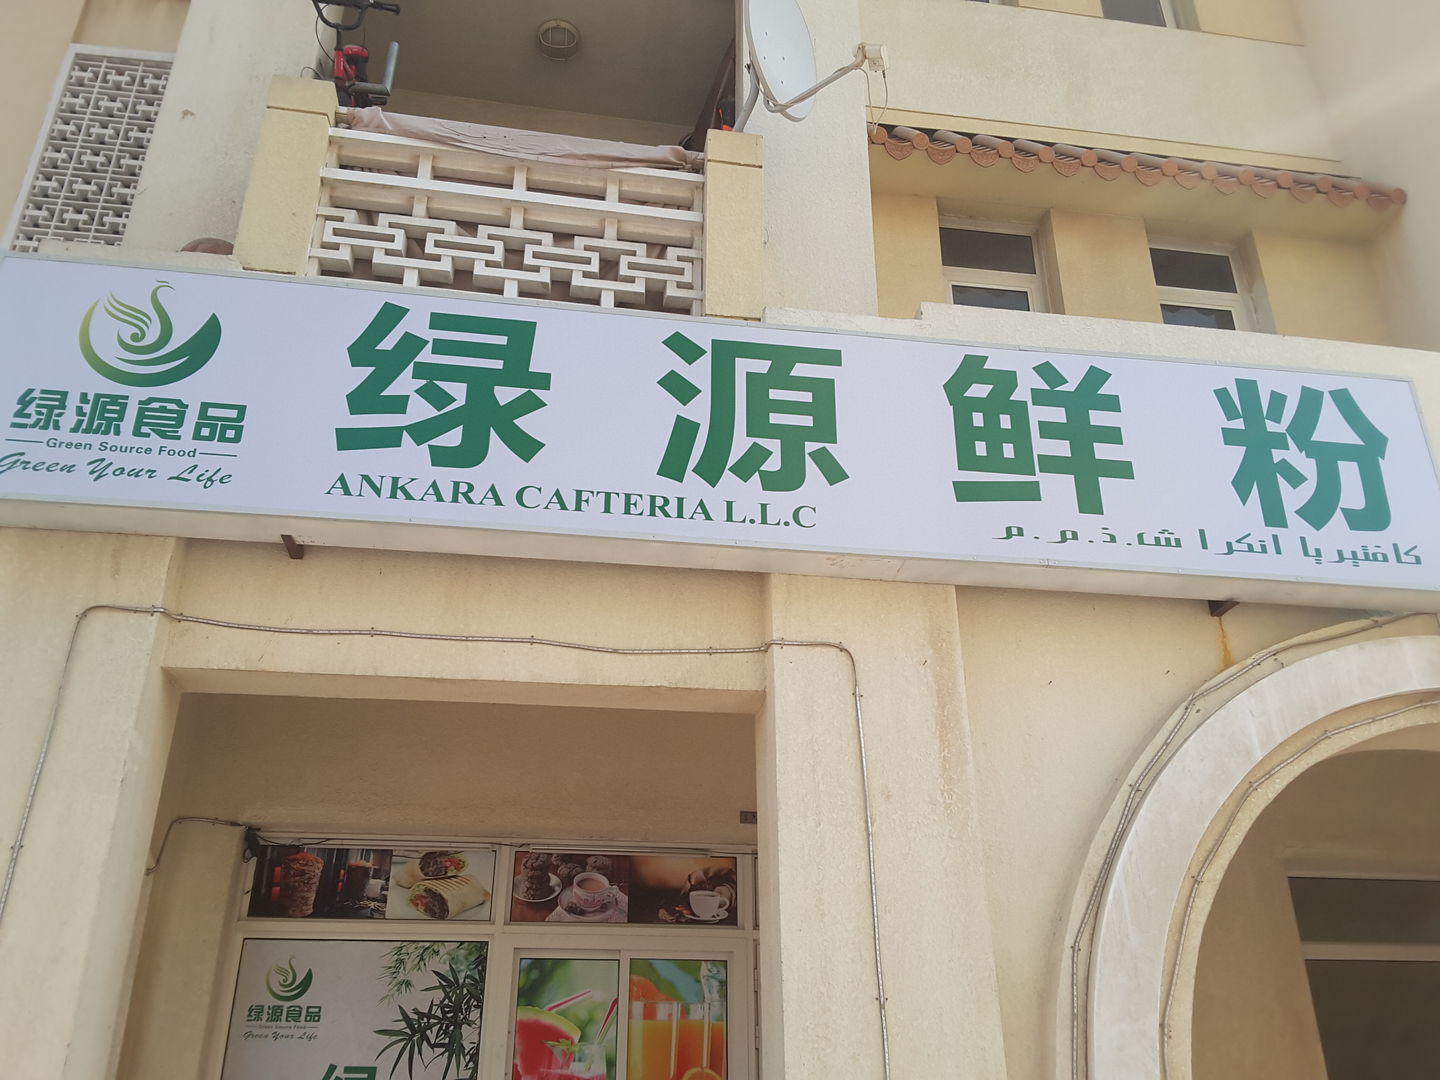 绿源食品
Green Source Food
Green Your Life
绿源鲜粉
ANKARA CAFTERIA L.L.C
كافتيريا انكرا ش.ذ.م.م
绿源食品
Green Source Food
Green Your Life
绿